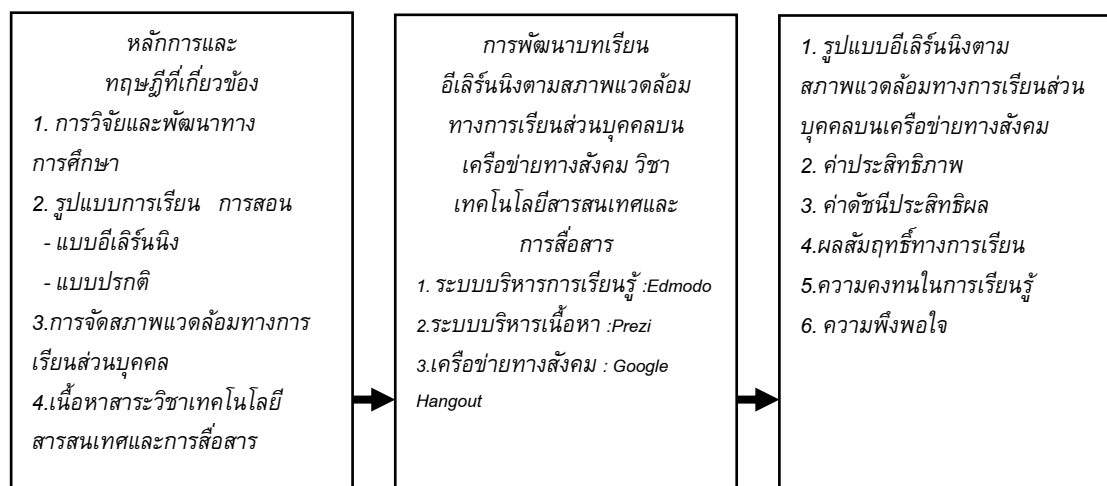 หลักการและ
ทฤษฎีที่เกี่ยวข้อง
1. การวิจัยและพัฒนาทาง
การศึกษา
2. รูปแบบการเรียน การสอน
- แบบอีเลิร์นนิง
- แบบปรกติ
3.การจัดสภาพแวดล้อมทางการ
เรียนส่วนบุคคล
4.เนื้อหาสาระวิชาเทคโนโลยี
สารสนเทศและการสื่อสาร
การพัฒนาบทเรียน
อีเลิร์นนิงตามสภาพแวดล้อม
ทางการเรียนส่วนบุคคลบน
เครือข่ายทางสังคม วิชา
เทคโนโลยีสารสนเทศและ
การสื่อสาร
1. ระบบบริหารการเรียนรู้ :Edmodo
2.ระบบบริหารเนื้อหา :Prezi
3.เครือข่ายทางสังคม : Google
Hangout
1. รูปแบบอีเลิร์นนิงตาม
สภาพแวดล้อมทางการเรียนส่วน
บุคคลบนเครือข่ายทางสังคม
2. ค่าประสิทธิภาพ
3. ค่าดัชนีประสิทธิผล
4.ผลสัมฤทธิ์ทางการเรียน
5.ความคงทนในการเรียนรู้
6. ความพึงพอใจ